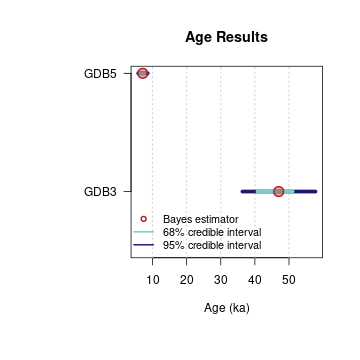 Age Results
GDB5
GDB3
Bayes estimator
68% credible interval
95% credible interval
10 20 30 40 50
Age (ka)